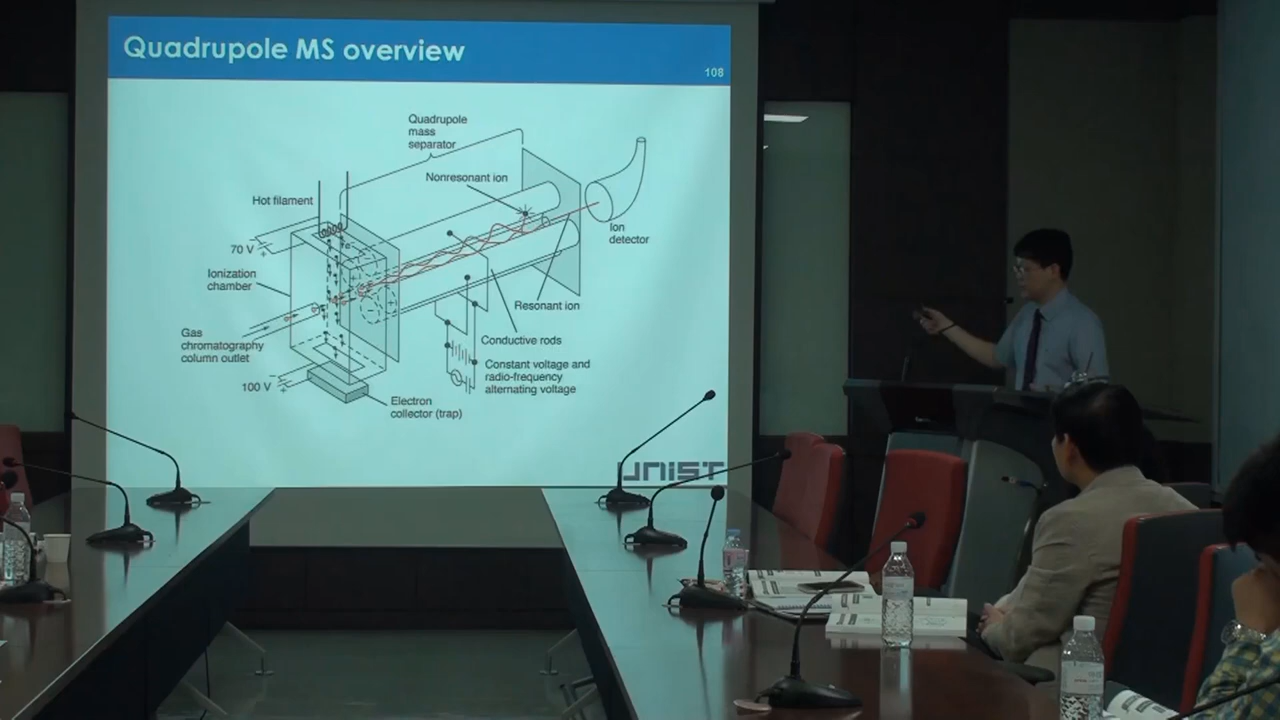 Quadrupole MS overview
108
Quadrupole
mass
separator
Nonresonant ion
Hot filament
Ion
detector
70 V
Ionization
chamber
Resonant ion
Gas
chromatography
column outlet
Conductive rods
Constant voltage and
radio-frequency
alternating voltage
100 V
Electron
collector (trap)
UNIST